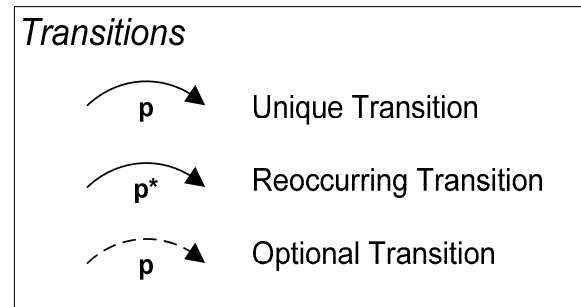 Transitions
p Unique Transition
p* Reoccurring Transition
p Optional Transition